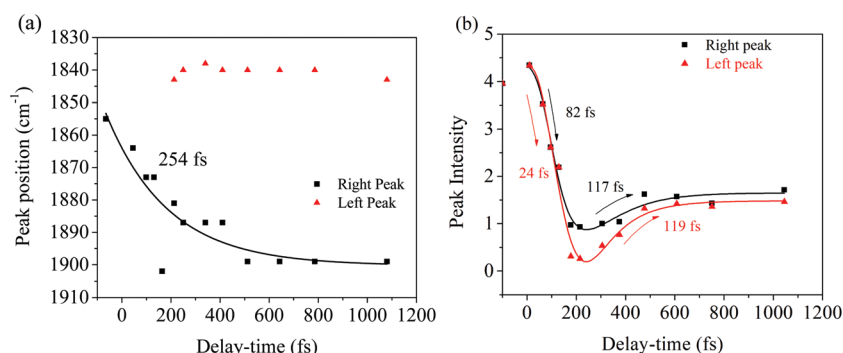 (a)
1830
1840
1850
1860
1870
1880
1890
1900
1910
Peak position (cm-1)
254 fs
Right Peak
Left Peak
0 200 400 600 800 1000 1200
Delay-time (fs)
(b)
5
4
3
2
1
0
Peak Intensity
Right peak
Left peak
82 fs
24 fs
117 fs
119 fs
0 200 400 600 800 1000 1200
Delay-time (fs)